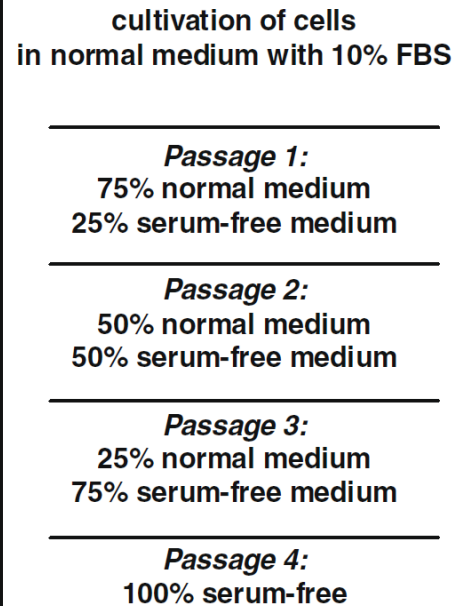 cultivation of cells
in normal medium with 10% FBS
Passage 1:
75% normal medium
25% serum-free medium
Passage 2:
50% normal medium
50% serum-free medium
Passage 3:
25% normal medium
75% serum-free medium
Passage 4:
100% serum-free